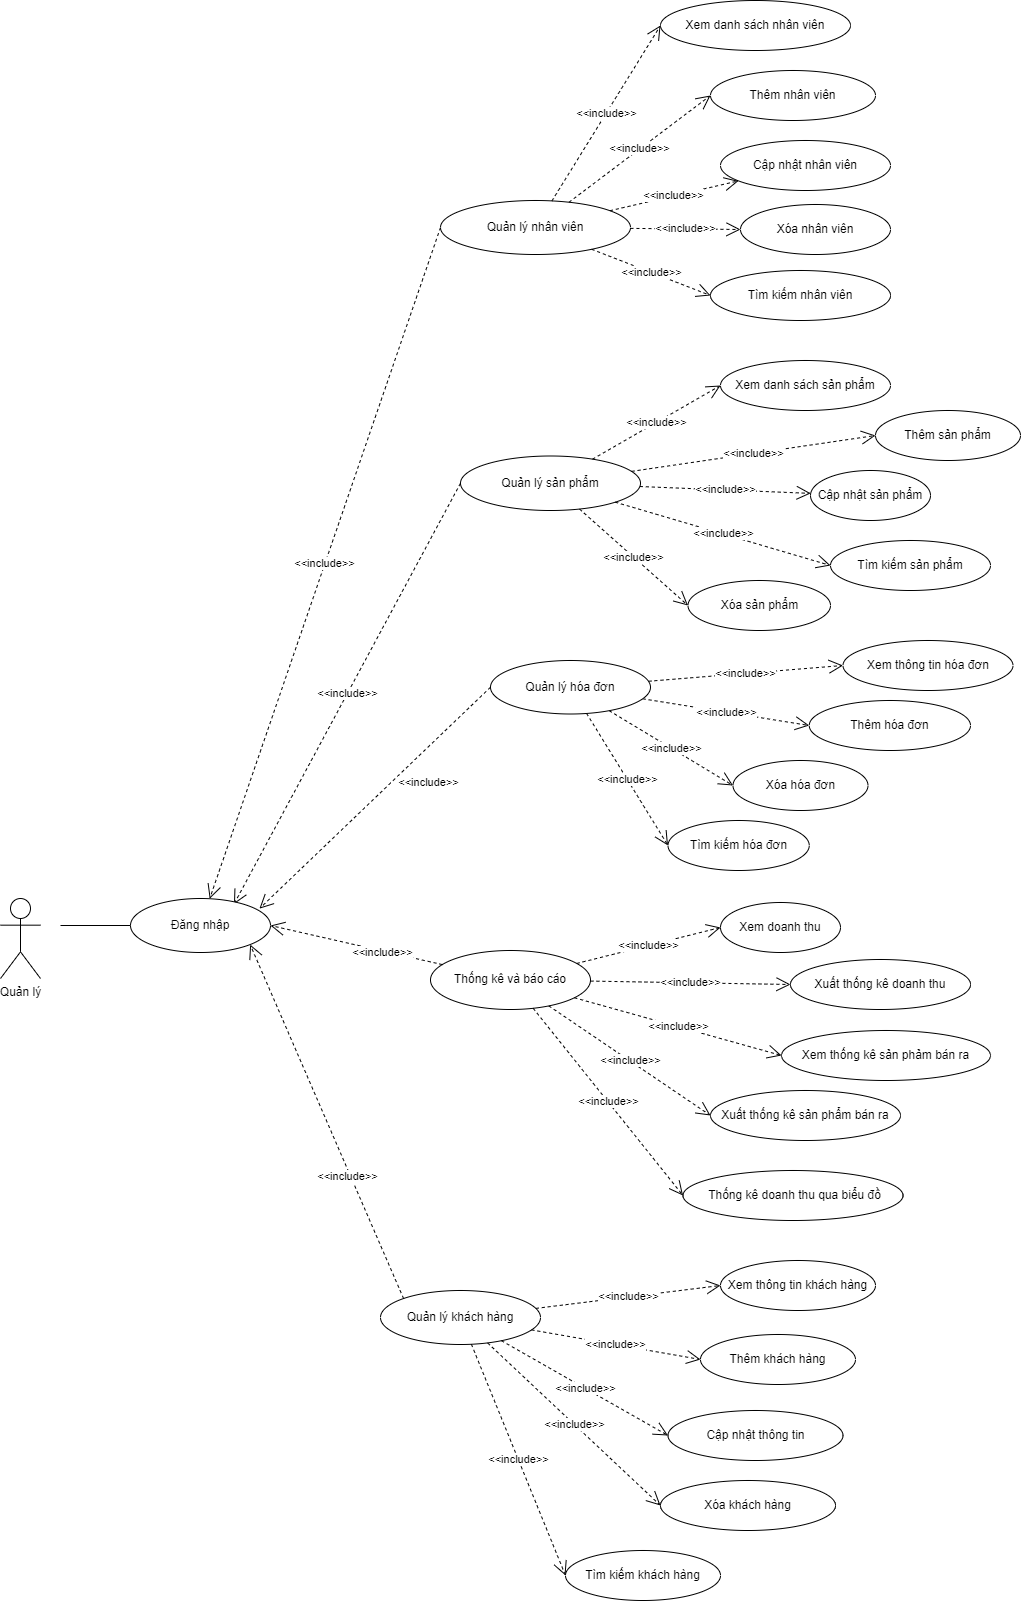 Xem danh sách nhân viên
Thêm nhân viên
<<include>>
<<include>>
Cập nhật nhân viên
<<include>>
Quản lý nhân viên
<<include>>
Xóa nhân viên
<<include>>
Tìm kiếm nhân viên
Xem danh sách sản phẩm
<<include>>
Thêm sản phẩm
<<include>>
Quản lý sản phẩm
<<include>>
Cập nhật sản phẩm
<<include>>
<<include>>
<<include>>
Tìm kiếm sản phẩm
Xóa sản phẩm
Xem thông tin hóa đơn
<<include>>
Quản lý hóa đơn
<<include>>
<<include>>
Thêm hóa đơn
<<include>>
<<include>>
<<include>>
Xóa hóa đơn
Tìm kiếm hóa đơn
Đăng nhập
Xem doanh thu
<<include>>
<<include>>
Thống kê và báo cáo
<<include>>
Xuất thống kê doanh thu
Quản lý
<<include>>
Xem thống kê sản phảm bán ra
<<include>>
<<include>>
Xuất thống kê sản phẩm bán ra
<<include>>
Thống kê doanh thu qua biểu đồ
Xem thông tin khách hàng
<<include>>
Quản lý khách hàng
<<include>>
Thêm khách hàng
<<include>>
<<include>>
Cập nhật thông tin
<<include>>
Xóa khách hàng
Tìm kiếm khách hàng